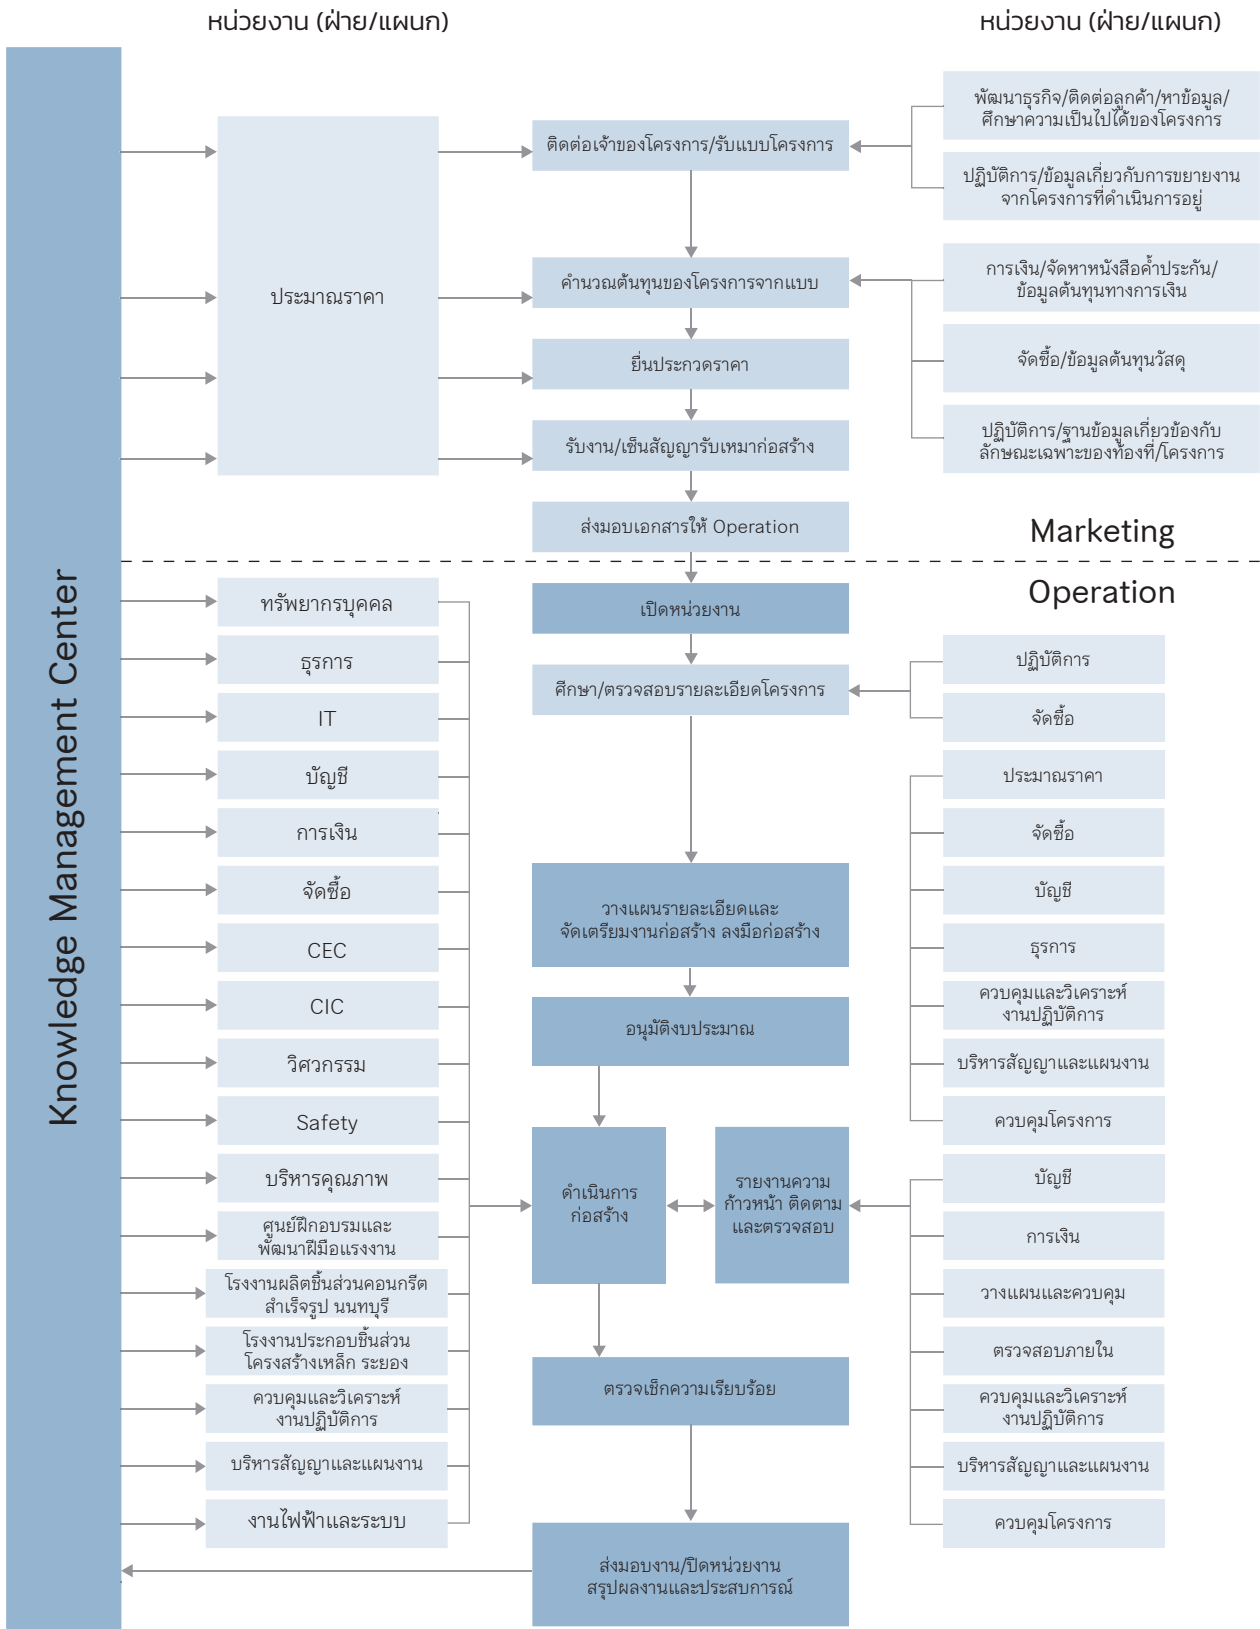 หน่วยงาน (ฝ่าย/แผนก)
หน่วยงาน (ฝ่าย/แผนก)
Knowledge Management Center
ประมาณราคา
ติดต่อเจ้าของโครงการ/รับแบบโครงการ
คำนวณต้นทุนของโครงการจากแบบ
ยื่นประกวดราคา
รับงาน/เซ็นสัญญารับเหมาก่อสร้าง
ส่งมอบเอกสารให้ Operation
พัฒนาธุรกิจ/ติดต่อลูกค้า/หาข้อมูล/
ศึกษาความเป็นไปได้ของโครงการ
ปฏิบัติการ/ข้อมูลเกี่ยวกับการขยายงาน
จากโครงการที่ดำเนินการอยู่
การเงิน/จัดหาหนังสือค้ำประกัน/
ข้อมูลต้นทุนทางการเงิน
จัดซื้อ/ข้อมูลต้นทุนวัสดุ
ปฏิบัติการ/ฐานข้อมูลเกี่ยวข้องกับ
ลักษณะเฉพาะของท้องที่/โครงการ
Marketing
Operation
ทรัพยากรบุคคล
ธุรการ
IT
บัญชี
การเงิน
จัดซื้อ
CEC
CIC
วิศวกรรม
Safety
บริหารคุณภาพ
ศูนย์ฝึกอบรมและ
พัฒนาฝีมือแรงงาน
โรงงานผลิตชิ้นส่วนคอนกรีต
สำเร็จรูป นนทบุรี
โรงงานประกอบชิ้นส่วน
โครงสร้างเหล็ก ระยอง
ควบคุมและวิเคราะห์
งานปฏิบัติการ
บริหารสัญญาและแผนงาน
งานไฟฟ้าและระบบ
เปิดหน่วยงาน
ศึกษา/ตรวจสอบรายละเอียดโครงการ
วางแผนรายละเอียดและ
จัดเตรียมงานก่อสร้าง ลงมือก่อสร้าง
อนุมัติงบประมาณ
ดำเนินการ
ก่อสร้าง
รายงานความ
ก้าวหน้า ติดตาม
และตรวจสอบ
ตรวจเช็กความเรียบร้อย
ส่งมอบงาน/ปิดหน่วยงาน
สรุปผลงานและประสบการณ์
ปฏิบัติการ
จัดซื้อ
ประมาณราคา
จัดซื้อ
บัญชี
ธุรการ
ควบคุมและวิเคราะห์
งานปฏิบัติการ
บริหารสัญญาและแผนงาน
ควบคุมโครงการ
บัญชี
การเงิน
วางแผนและควบคุม
ตรวจสอบภายใน
ควบคุมและวิเคราะห์
งานปฏิบัติการ
บริหารสัญญาและแผนงาน
ควบคุมโครงการ